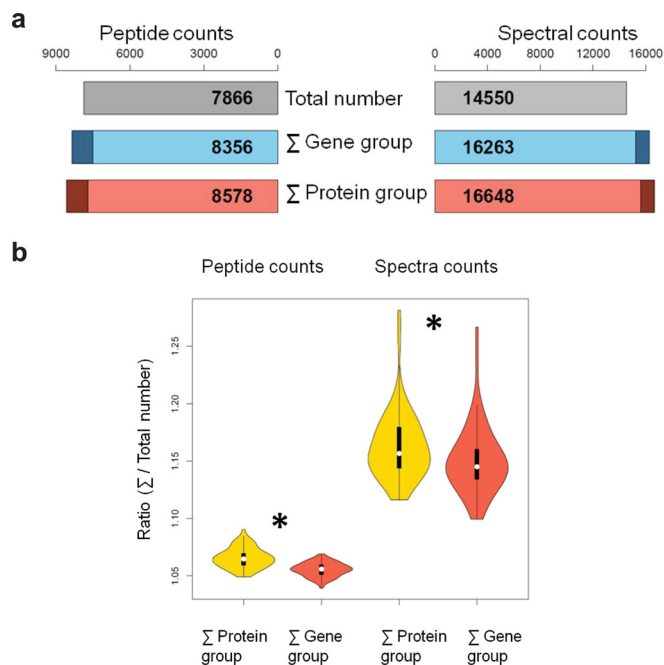 a
Peptide counts
Spectral counts
9000 6000 3000 0
0 4000 8000 12000 16000
7866 Total number 14550
8356 ∑ Gene group 16263
8578 ∑ Protein group 16648
b
Peptide counts
Spectra counts
Ratio (∑ / Total number)
1.25
1.20
1.15
1.10
1.05
*
*
∑ Protein group
∑ Gene group
∑ Protein group
∑ Gene group